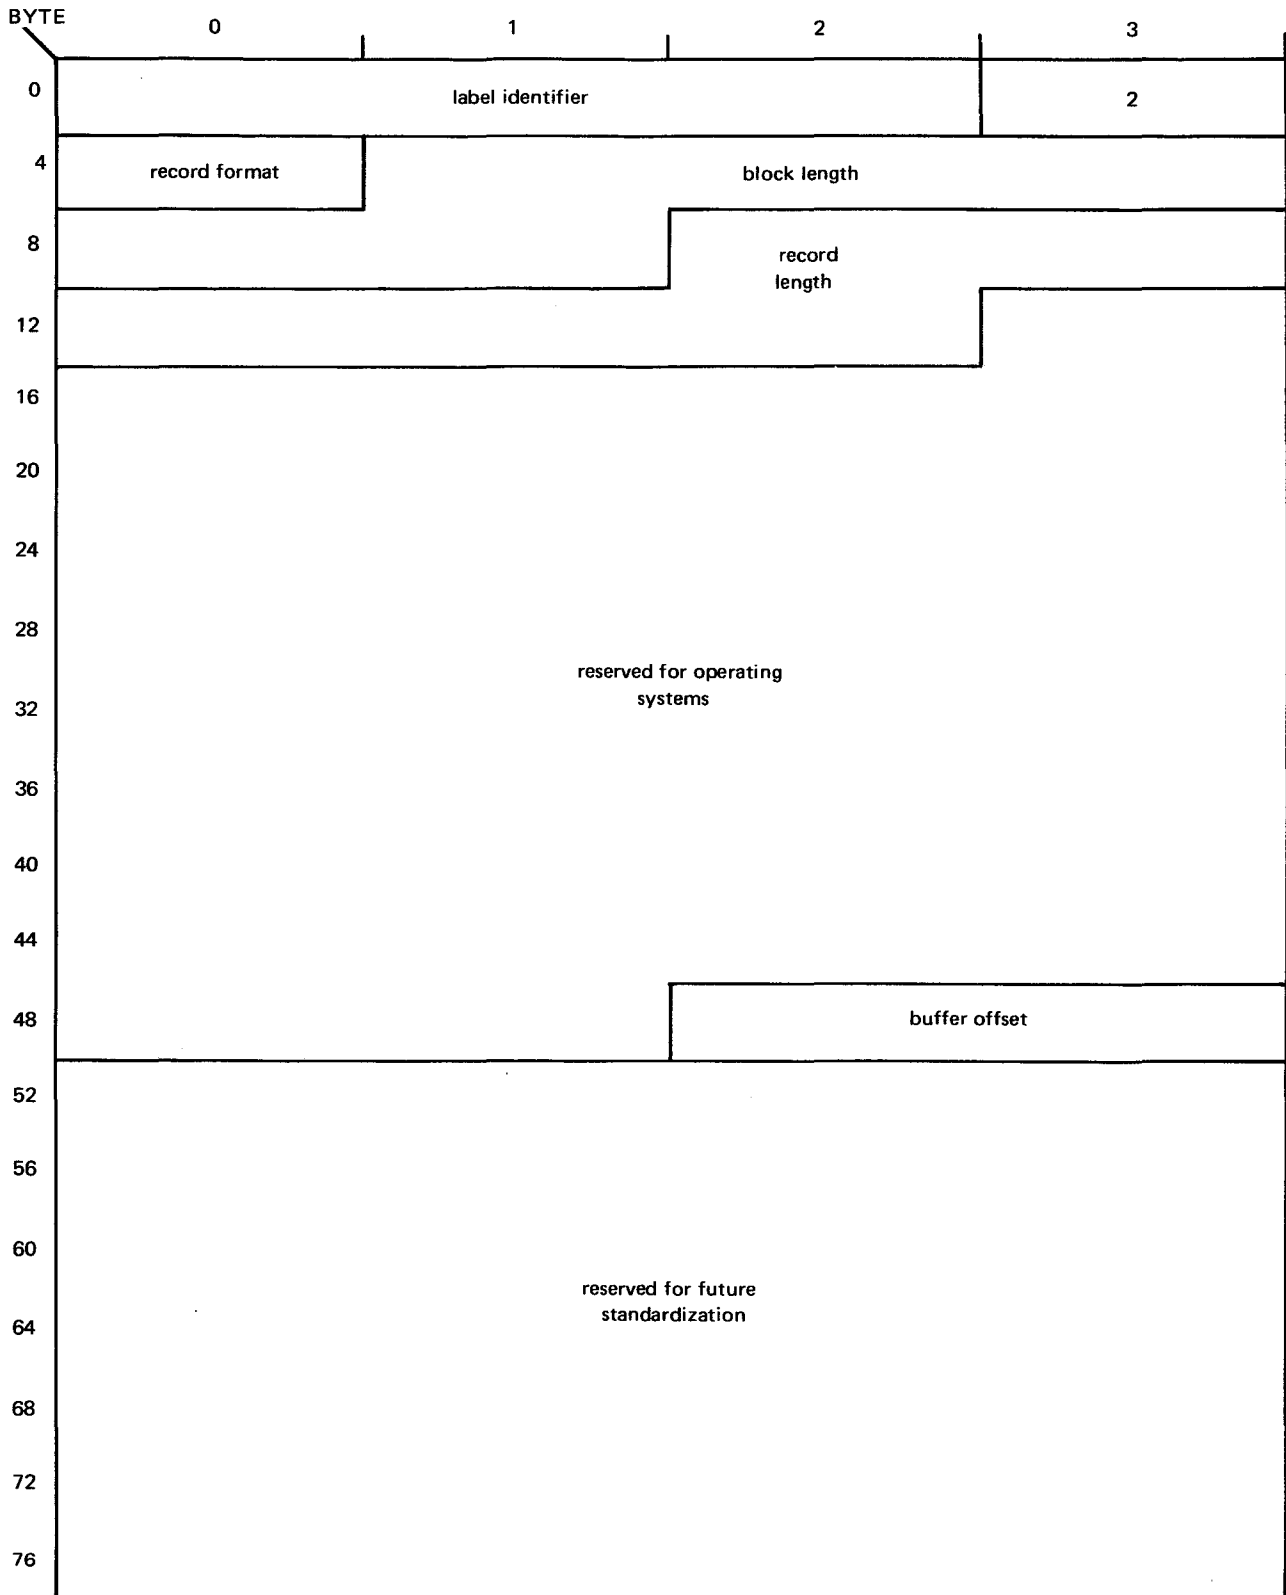 BYTE
0 1 2 3
0 label identifier 2
4 record format block length
8 record
length
12
16
20
24
28
reserved for operating
32 systems
36
40
44
48 buffer offset
52
56
60
reserved for future
64 standardization
68
72
76